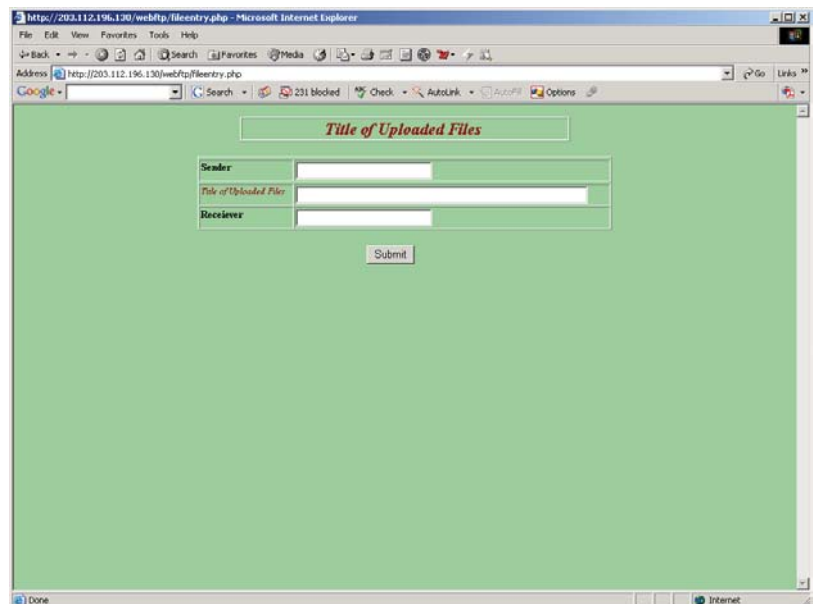 http://203.112.196.130/webftp/fileentry.php - Microsoft Internet Explorer
File Edit View Favorites Tools Help
Back Search Favorites Media
Address http://203.112.196.130/webftp/fileentry.php Go Links »
Google Search 231 blocked Check AutoLink AutoFill Options
Title of Uploaded Files
Sender
Title of Uploaded Files
Receiever
Submit
Done Internet